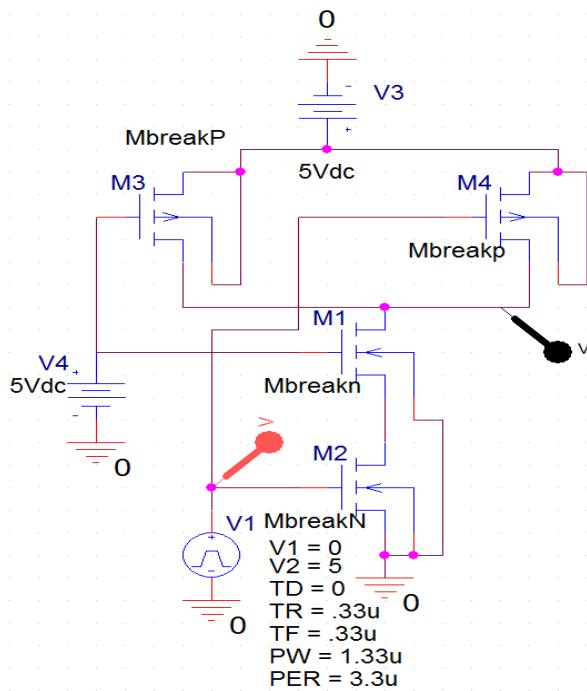 0
V3
MbreakP
5Vdc
M3
M4
Mbreakp
M1
V
V4
5Vdc
Mbreakn
0
V
M2
V1
MbreakN
V1 = 0
V2 = 5
TD = 0
TR = .33u
TF = .33u
PW = 1.33u
PER = 3.3u
0
0